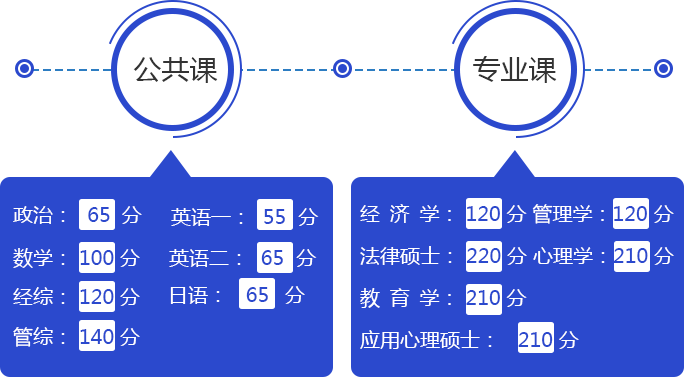 公共课
政治： 65 分 英语一： 55 分
数学： 100 分 英语二： 65 分
经综： 120 分 日语： 65 分
管综： 140 分
专业课
经 济 学： 120 分 管理学：120 分
法律硕士： 220 分 心理学：210 分
教 育 学： 210 分
应用心理硕士： 210 分